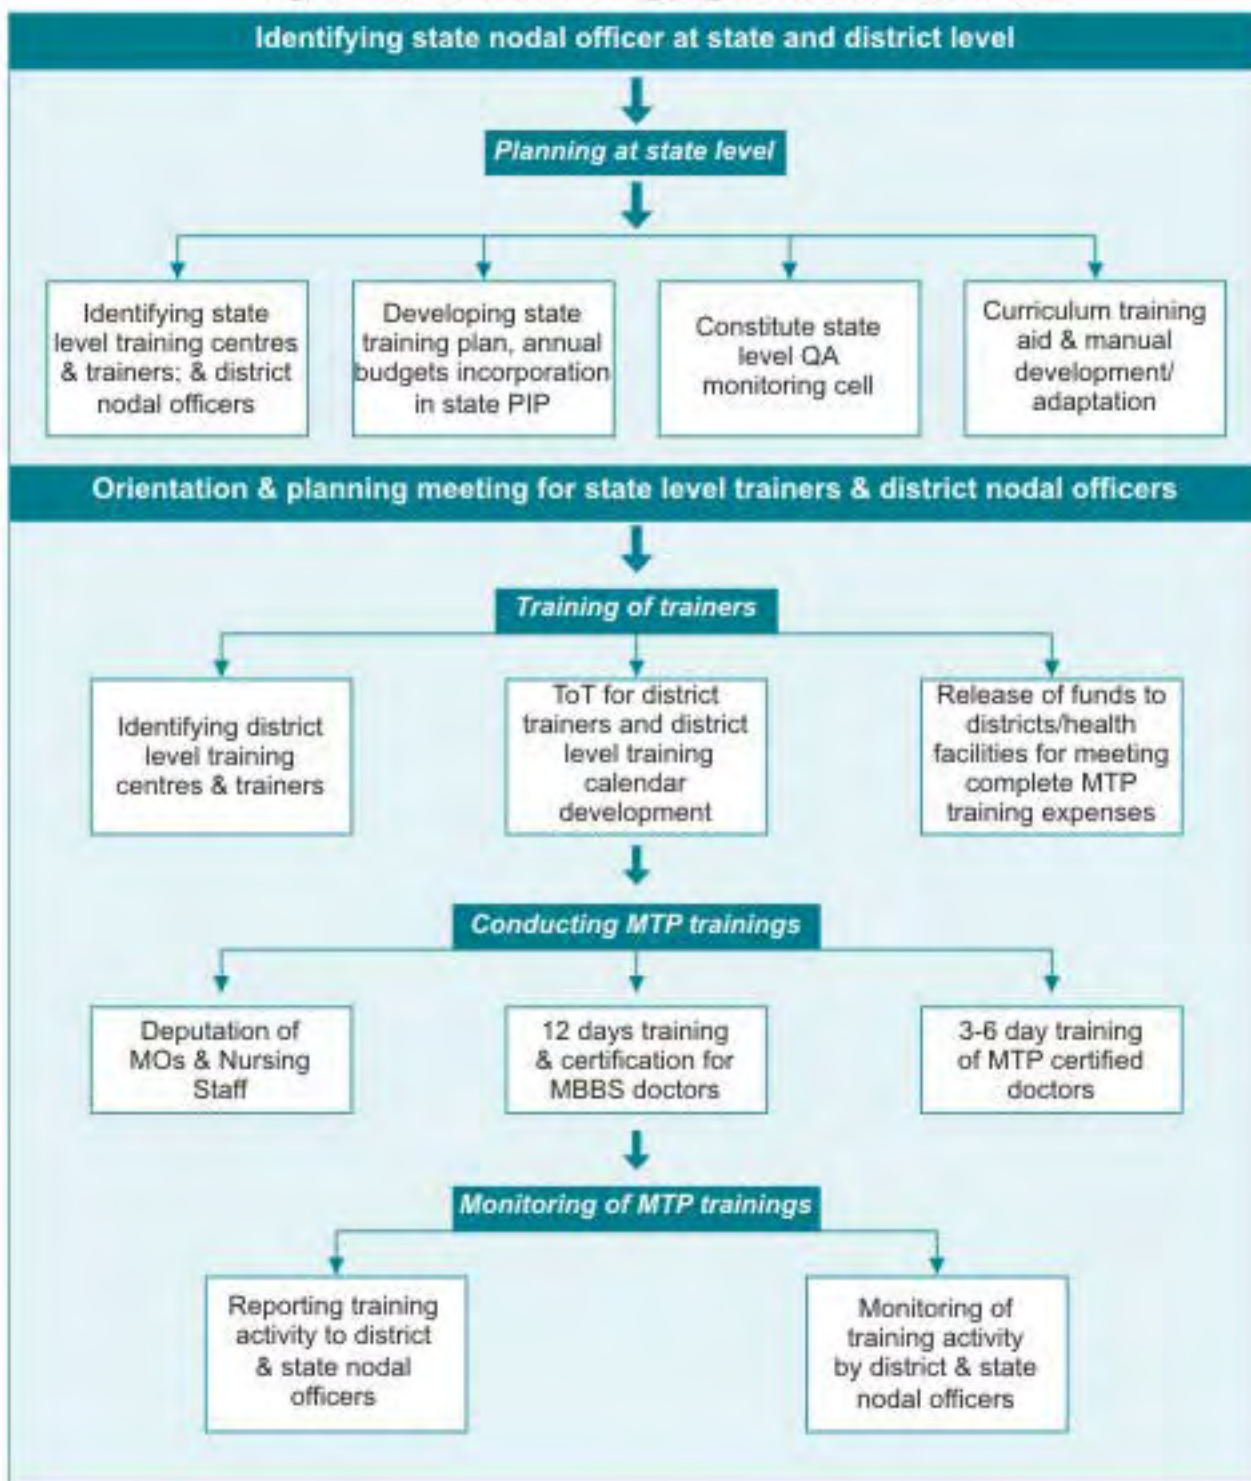 Identifying state nodal officer at state and district level
Planning at state level
Identifying state
level training centres
& trainers; & district
nodal officers
Developing state
training plan, annual
budgets incorporation
in state PIP
Constitute state
level QA
monitoring cell
Curriculum training
aid & manual
development/
adaptation
Orientation & planning meeting for state level trainers & district nodal officers
Training of trainers
Identifying district
level training
centres & trainers
ToT for district
trainers and district
level training
calendar
development
Release of funds to
districts/health
facilities for meeting
complete MTP
training expenses
Conducting MTP trainings
Deputation of
MOs & Nursing
Staff
12 days training
& certification for
MBBS doctors
3-6 day training
of MTP certified
doctors
Monitoring of MTP trainings
Reporting training
activity to district
& state nodal
officers
Monitoring of
training activity
by district & state
nodal officers